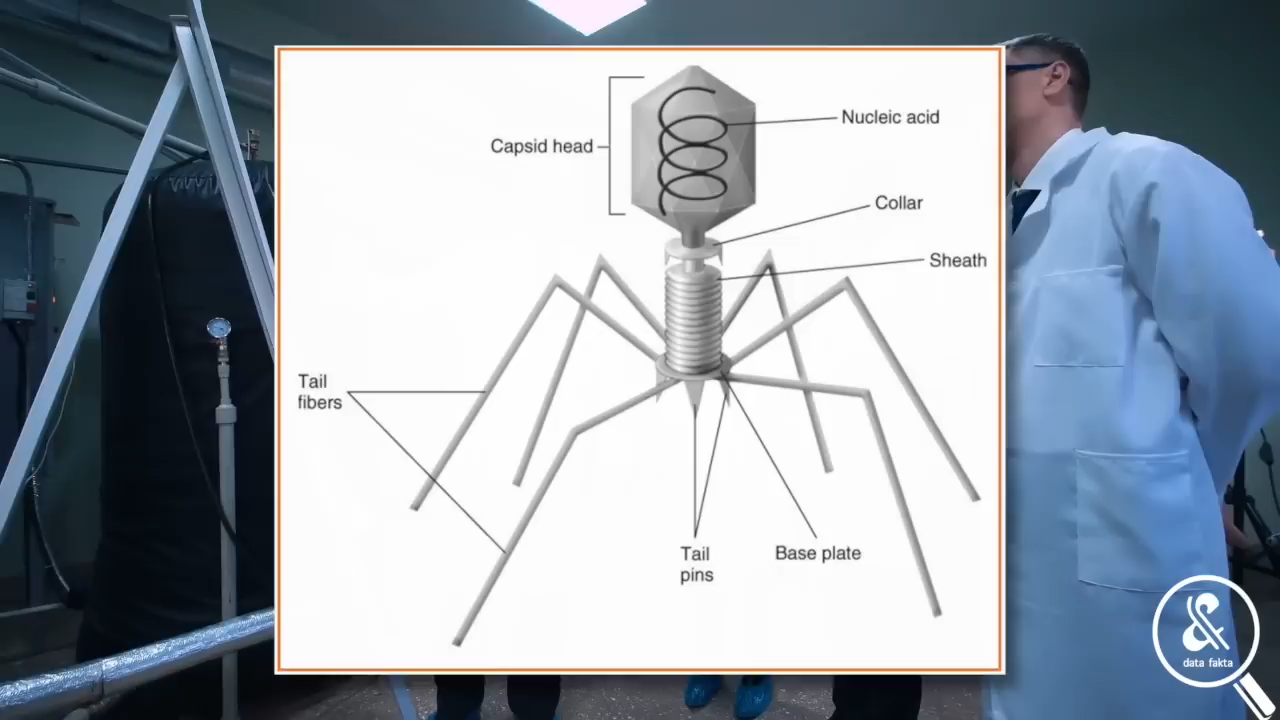 Nucleic acid
Capsid head
Collar
Sheath
Tail
fibers
Tail
pins
Base plate
data fakta